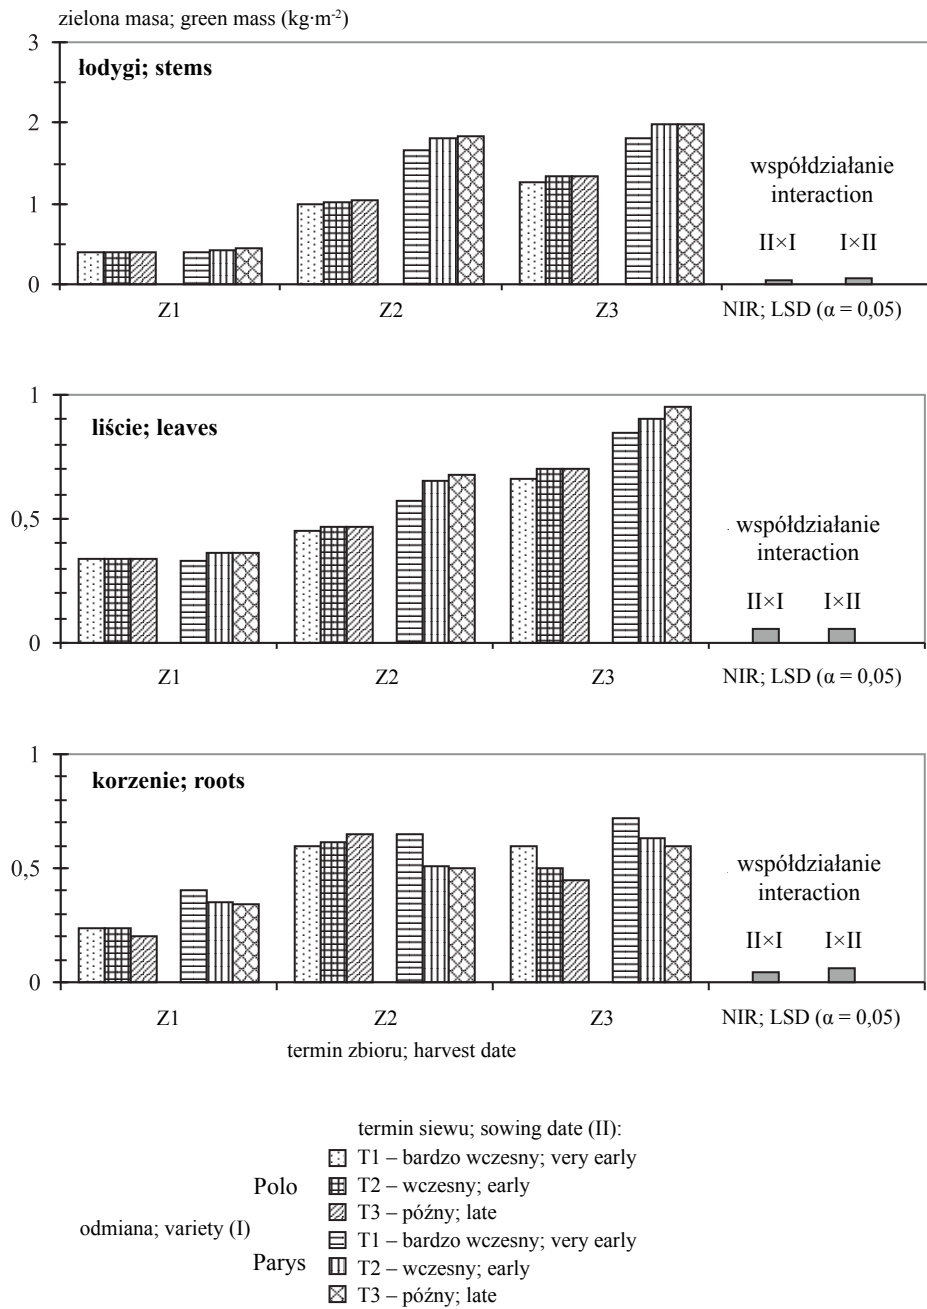 zielona masa; green mass (kg·m⁻²)
3
łodygi; stems
2
współdziałanie
interaction
1
II×I I×II
0
Z1 Z2 Z3 NIR; LSD (α = 0,05)
1
liście; leaves
0,5
współdziałanie
interaction
II×I I×II
0
Z1 Z2 Z3 NIR; LSD (α = 0,05)
1
korzenie; roots
0,5
współdziałanie
interaction
II×I I×II
0
Z1 Z2 Z3 NIR; LSD (α = 0,05)
termin zbioru; harvest date
termin siewu; sowing date (II):
T1 – bardzo wczesny; very early
Polo T2 – wczesny; early
T3 – późny; late
odmiana; variety (I)
T1 – bardzo wczesny; very early
Parys T2 – wczesny; early
T3 – późny; late